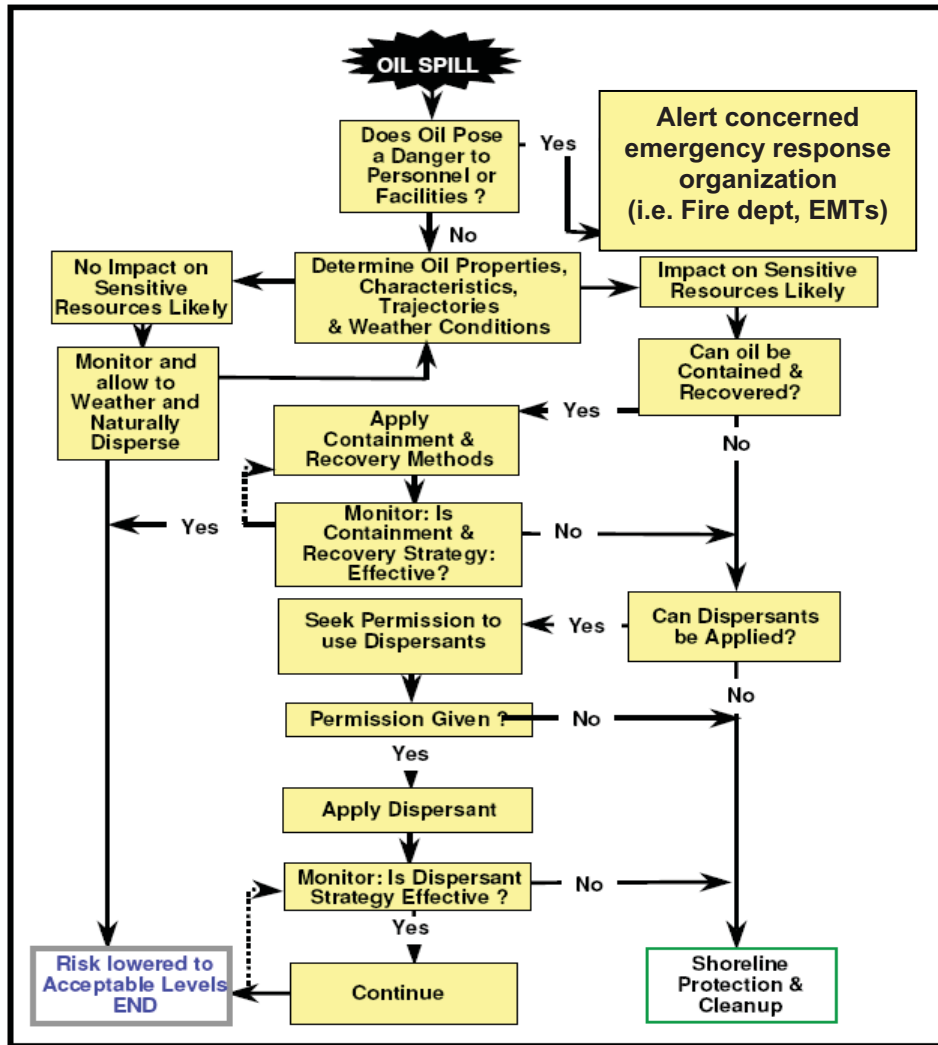 OIL SPILL
Does Oil Pose
a Danger to
Personnel or
Facilities ?
Yes
Alert concerned
emergency response
organization
(i.e. Fire dept, EMTs)
No
No Impact on
Sensitive
Resources Likely
Determine Oil Properties,
Characteristics,
Trajectories
& Weather Conditions
Impact on Sensitive
Resources Likely
Monitor and
allow to
Weather and
Naturally
Disperse
Can oil be
Contained &
Recovered?
Yes
No
Apply
Containment &
Recovery Methods
Yes
Monitor: Is
Containment &
Recovery Strategy:
Effective?
No
Seek Permission to
use Dispersants
Yes
Can Dispersants
be Applied?
No
Permission Given ?
No
Yes
Apply Dispersant
Monitor: Is Dispersant
Strategy Effective ?
No
Yes
Risk lowered to
Acceptable Levels
END
Continue
Shoreline
Protection &
Cleanup